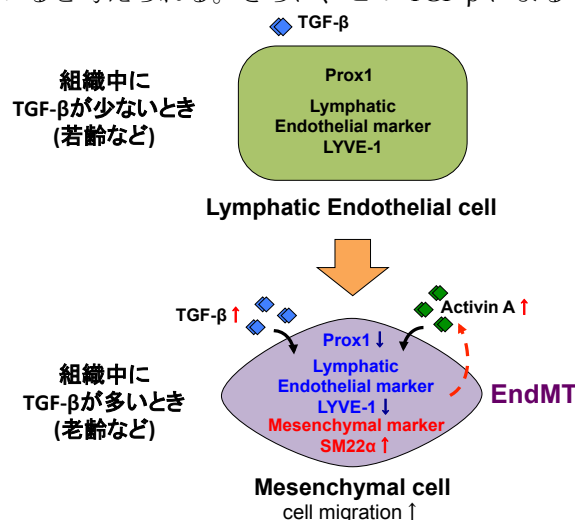 TGF-β
組織中に
TGF-βが少ないとき
(若齢など)
Prox1
Lymphatic
Endothelial marker
LYVE-1
Lymphatic Endothelial cell
TGF-β ↑
Activin A ↑
組織中に
TGF-βが多いとき
(老齢など)
Prox1 ↓
Lymphatic
Endothelial marker
LYVE-1 ↓
Mesenchymal marker
SM22α ↑
EndMT
Mesenchymal cell
cell migration ↑